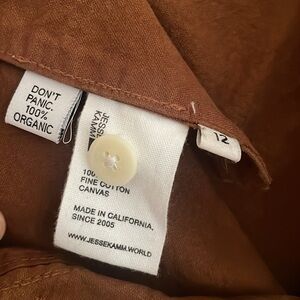 DON'T
PANIC.
100%
ORGANIC
JESSE
KAMM
100%
FINE COTTON
CANVAS
MADE IN CALIFORNIA,
SINCE 2005
WWW.JESSEKAMM.WORLD
12